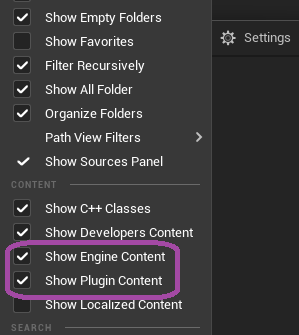 Show Empty Folders
Show Favorites
Settings
Filter Recursively
Show All Folder
Organize Folders
Path View Filters
Show Sources Panel
CONTENT
Show C++ Classes
Show Developers Content
Show Engine Content
Show Plugin Content
Show Localized Content
SEARCH